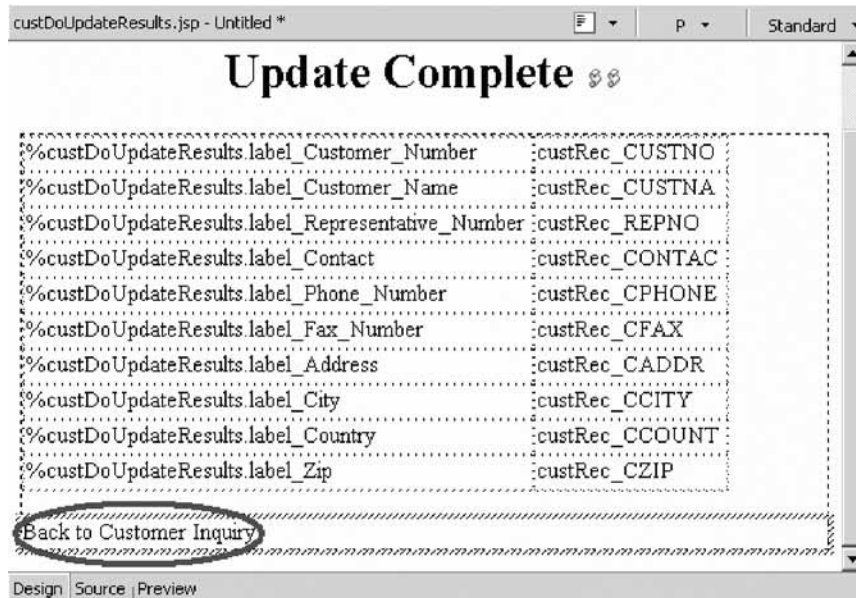 custDoUpdateResults.jsp - Untitled * P Standard
Update Complete
%custDoUpdateResults.label_Customer_Number custRec_CUSTNO
%custDoUpdateResults.label_Customer_Name custRec_CUSTNA
%custDoUpdateResults.label_Representative_Number custRec_REPNO
%custDoUpdateResults.label_Contact custRec_CONTAC
%custDoUpdateResults.label_Phone_Number custRec_CPHONE
%custDoUpdateResults.label_Fax_Number custRec_CFAX
%custDoUpdateResults.label_Address custRec_CADDR
%custDoUpdateResults.label_City custRec_CCITY
%custDoUpdateResults.label_Country custRec_CCOUNT
%custDoUpdateResults.label_Zip custRec_CZIP
Back to Customer Inquiry
Design Source Preview